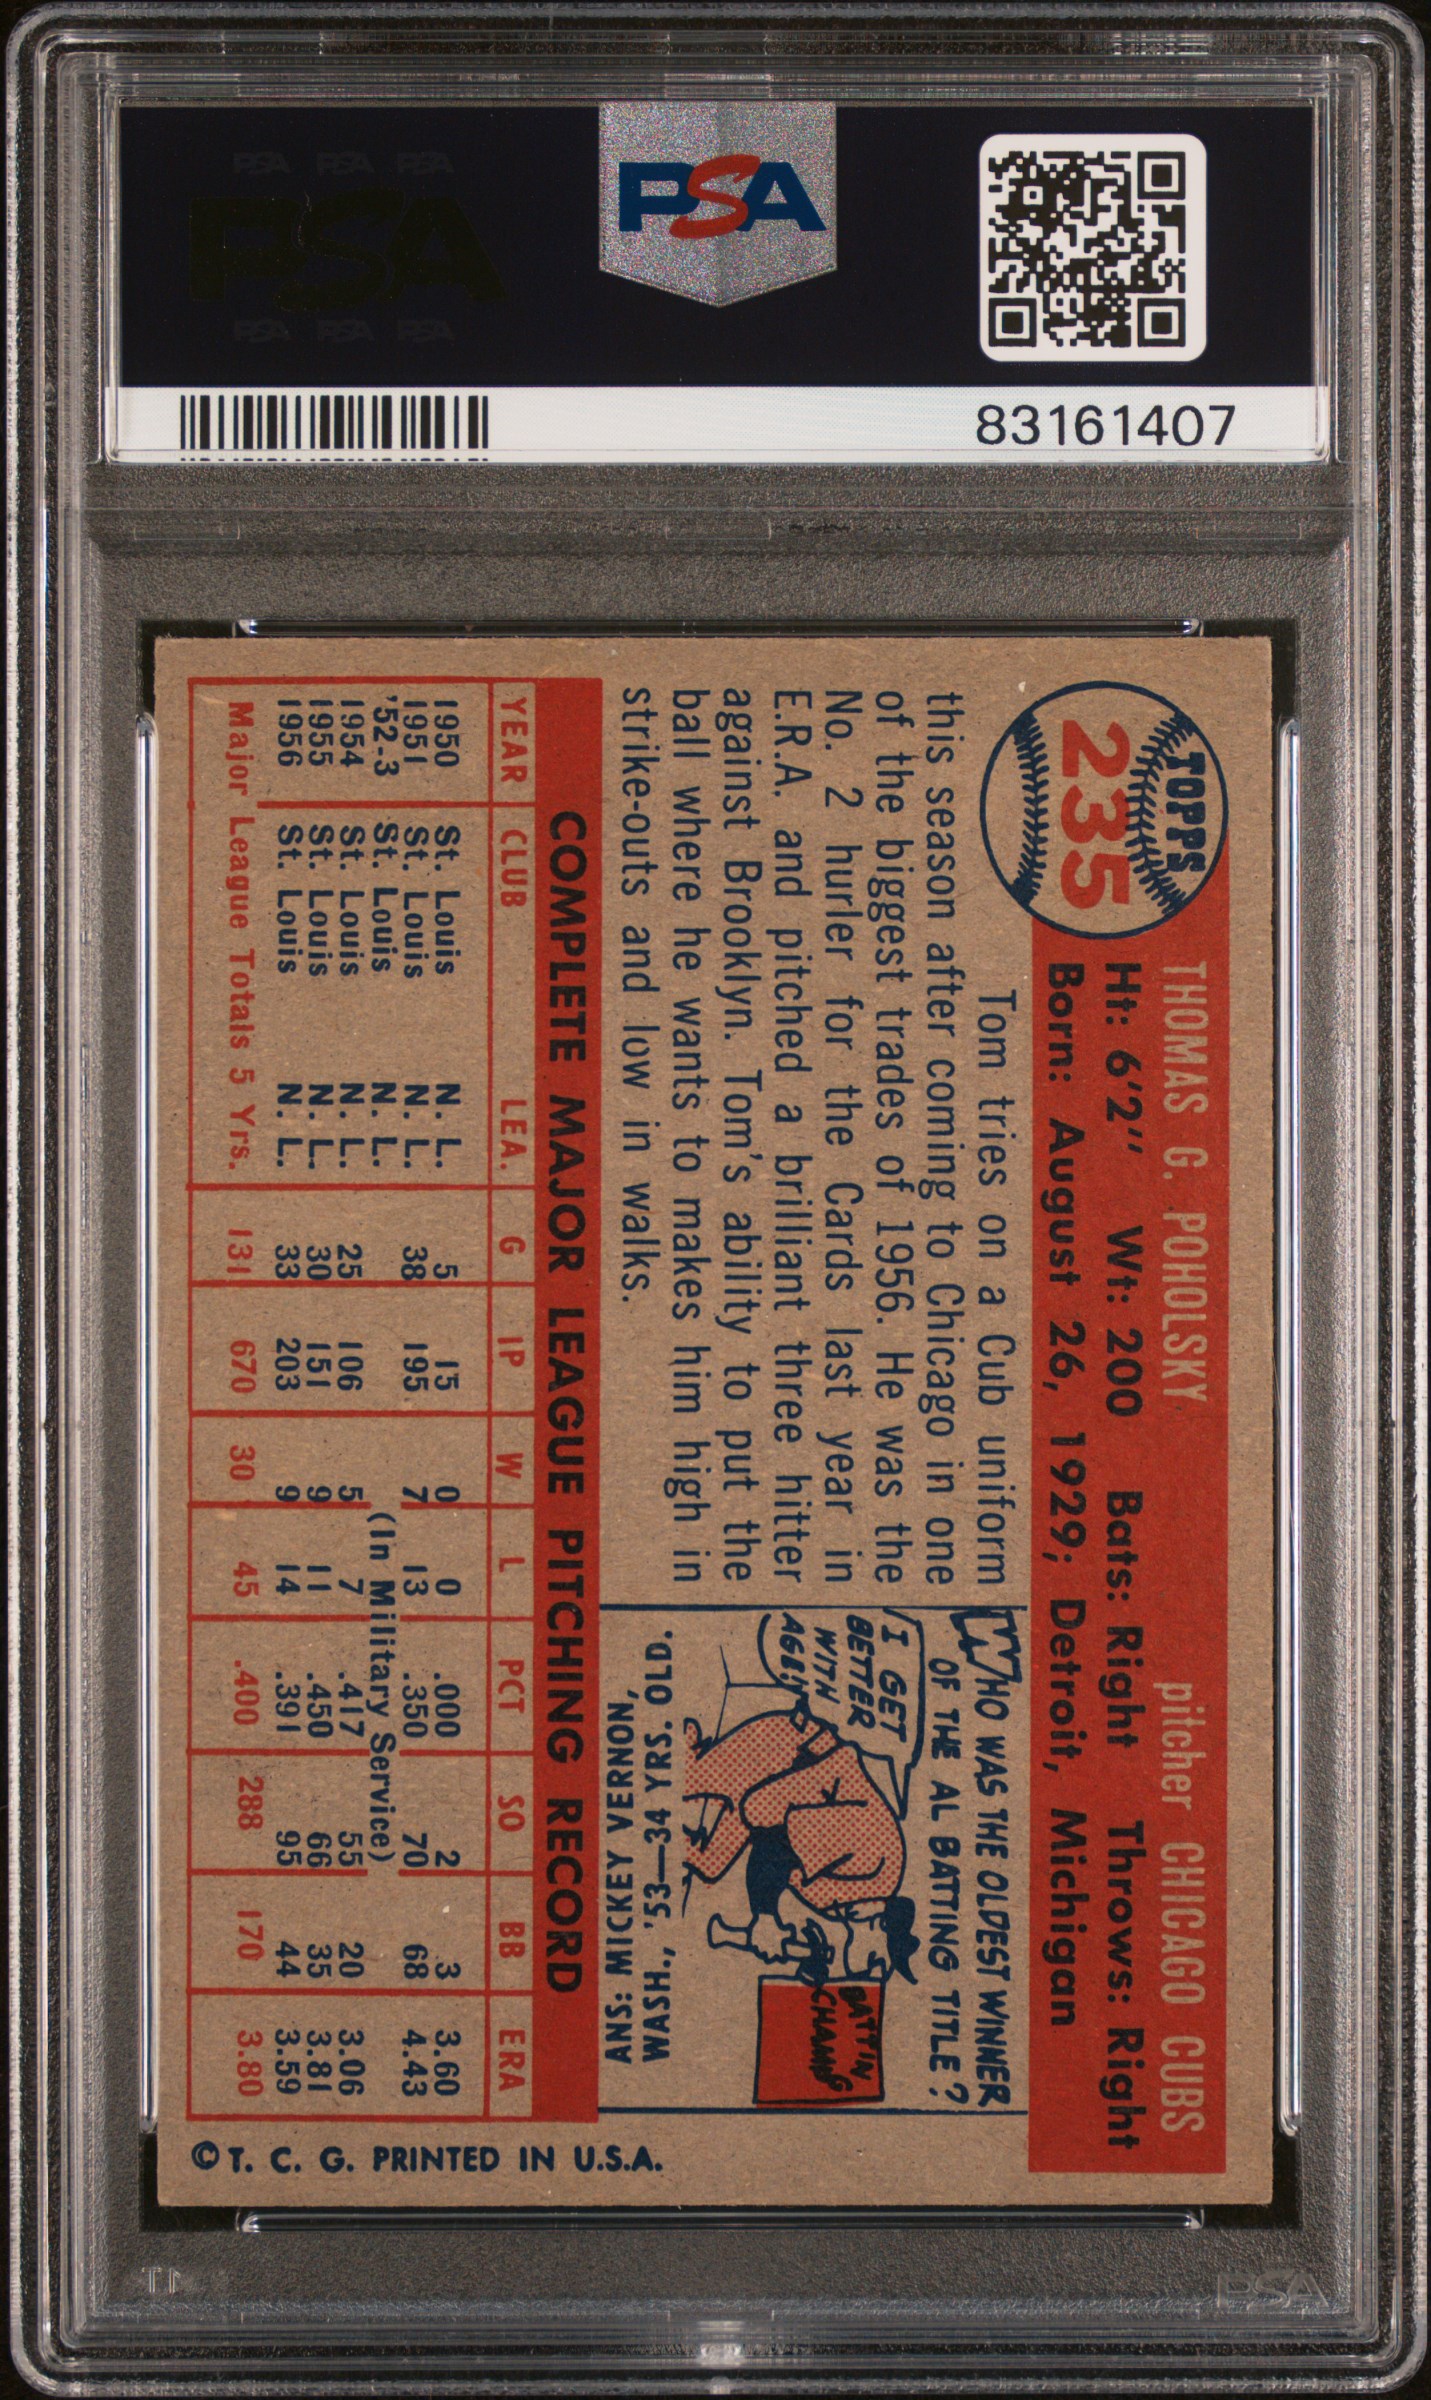 PSA PSA PSA
PSA
PSA PSA PSA
PSA
83161407
TOPPS
235
THOMAS G. POHOLSKY pitcher CHICAGO CUBS
Ht: 6'2" Wt: 200 Bats: Right Throws: Right
Born: August 26, 1929; Detroit, Michigan
Tom tries on a Cub uniform
this season after coming to Chicago in one
of the biggest trades of 1956. He was the
No. 2 hurler for the Cards last year in
E.R.A. and pitched a brilliant three hitter
against Brooklyn. Tom's ability to put the
ball where he wants to makes him high in
strike-outs and low in walks.
WHO WAS THE OLDEST WINNER
OF THE AL BATTING TITLE?
I GET
BETTER
WITH
AGE!
BATTIN
CHAMP
ANS: MICKEY VERNON,
WASH., '53—34 YRS. OLD.
COMPLETE MAJOR LEAGUE PITCHING RECORD
YEAR CLUB LEA. G IP W L PCT SO BB ERA
1950 St. Louis N. L. 5 15 0 0 .000 2 3 3.60
1951 St. Louis N. L. 38 195 7 13 .350 70 68 4.43
'52-3 St. Louis N. L. (In Military Service)
1954 St. Louis N. L. 25 106 5 7 .417 55 20 3.06
1955 St. Louis N. L. 30 151 9 11 .450 66 35 3.81
1956 St. Louis N. L. 33 203 9 14 .391 95 44 3.59
Major League Totals 5 Yrs. 131 670 30 45 .400 288 170 3.80
©T. C. G. PRINTED IN U.S.A.
PSA